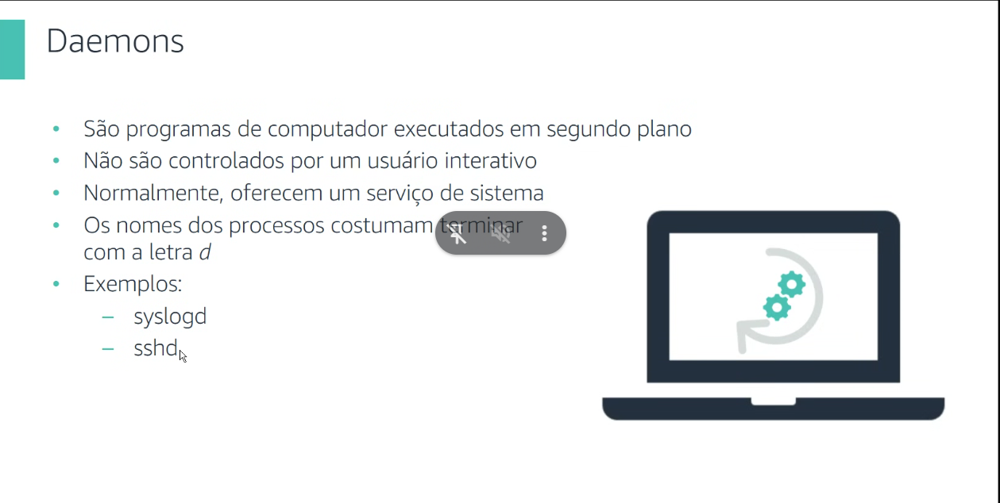 Daemons
• São programas de computador executados em segundo plano
• Não são controlados por um usuário interativo
• Normalmente, oferecem um serviço de sistema
• Os nomes dos processos costumam terminar
com a letra d
• Exemplos:
– syslogd
– sshd